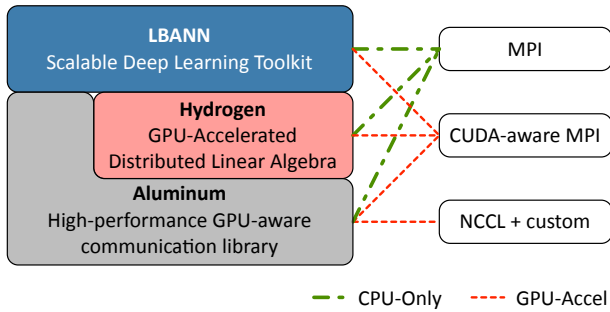 LBANN
Scalable Deep Learning Toolkit
Hydrogen
GPU-Accelerated
Distributed Linear Algebra
Aluminum
High-performance GPU-aware
communication library
MPI
CUDA-aware MPI
NCCL + custom
CPU-Only
GPU-Accel